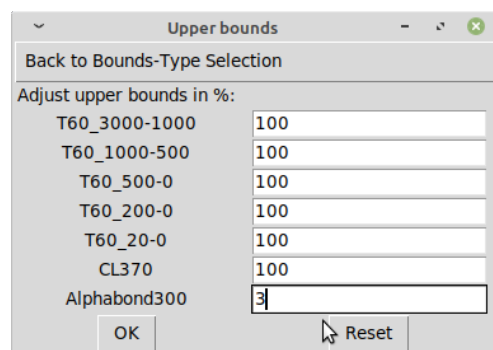 Upper bounds
Back to Bounds-Type Selection
Adjust upper bounds in %:
T60_3000-1000 100
T60_1000-500 100
T60_500-0 100
T60_200-0 100
T60_20-0 100
CL370 100
Alphabond300 3
OK Reset